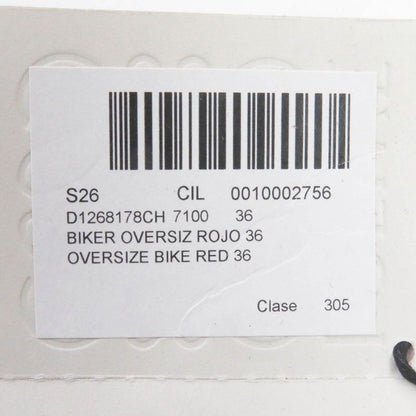 S26 CIL 0010002756
D1268178CH 7100 36
BIKER OVERSIZ ROJO 36
OVERSIZE BIKE RED 36
Clase 305